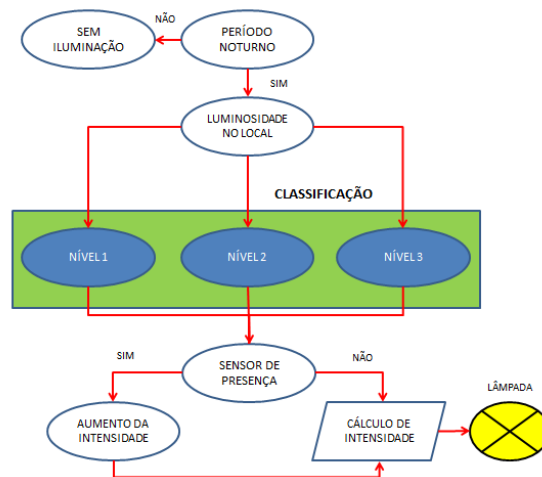 NÃO
SEM
ILUMINAÇÃO
PERÍODO
NOTURNO
SIM
LUMINOSIDADE
NO LOCAL
CLASSIFICAÇÃO
NÍVEL 1
NÍVEL 2
NÍVEL 3
SIM
SENSOR DE
PRESENÇA
NÃO
LÂMPADA
AUMENTO DA
INTENSIDADE
CÁLCULO DE
INTENSIDADE